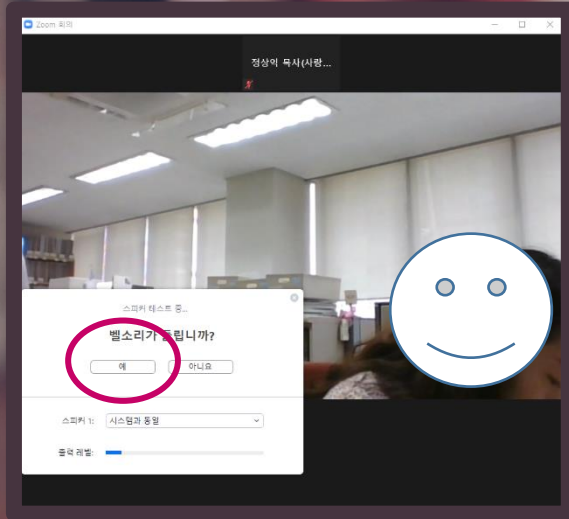 Zoom 회의
정상익 목사(사랑...
스피커 테스트 중...
벨소리가 들립니까?
예
아니요
스피커 1:
시스템과 동일
출력 레벨: